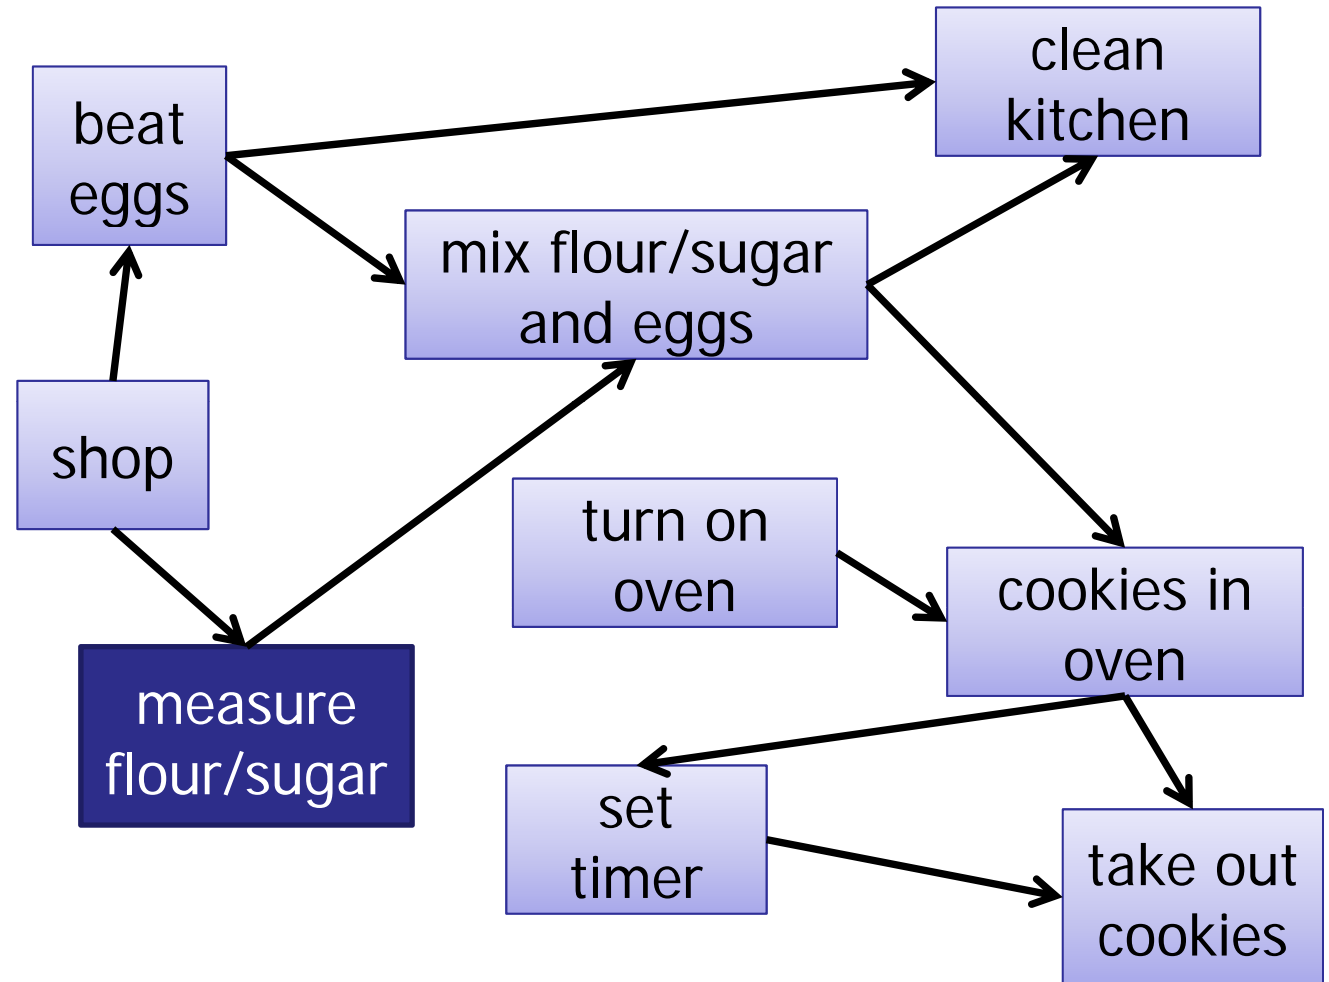 clean
kitchen
beat
eggs
mix flour/sugar
and eggs
shop
turn on
oven
cookies in
oven
measure
flour/sugar
set
timer
take out
cookies